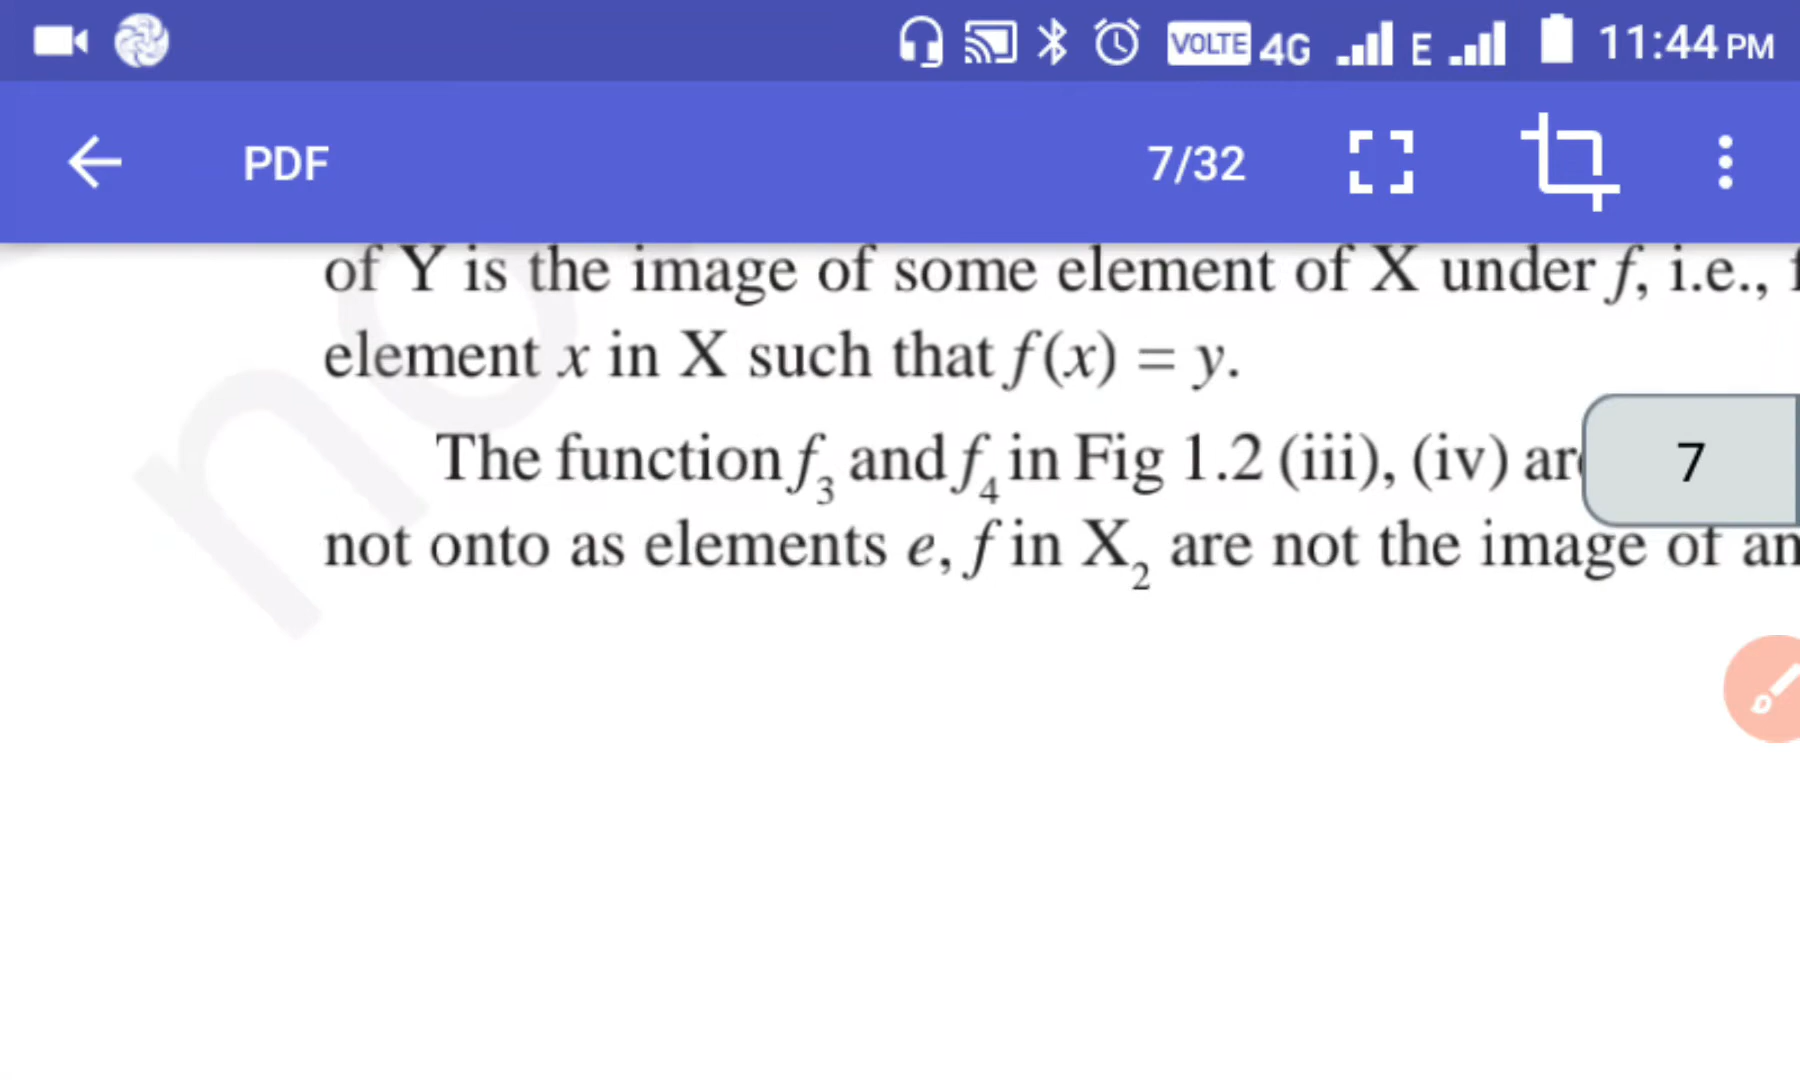 VOLTE 4G E 11:44 PM
PDF 7/32
of Y is the image of some element of X under f, i.e.,
element x in X such that f(x) = y.
The function f₃ and f₄ in Fig 1.2 (iii), (iv) are 7
not onto as elements e, f in X₂ are not the image of
no